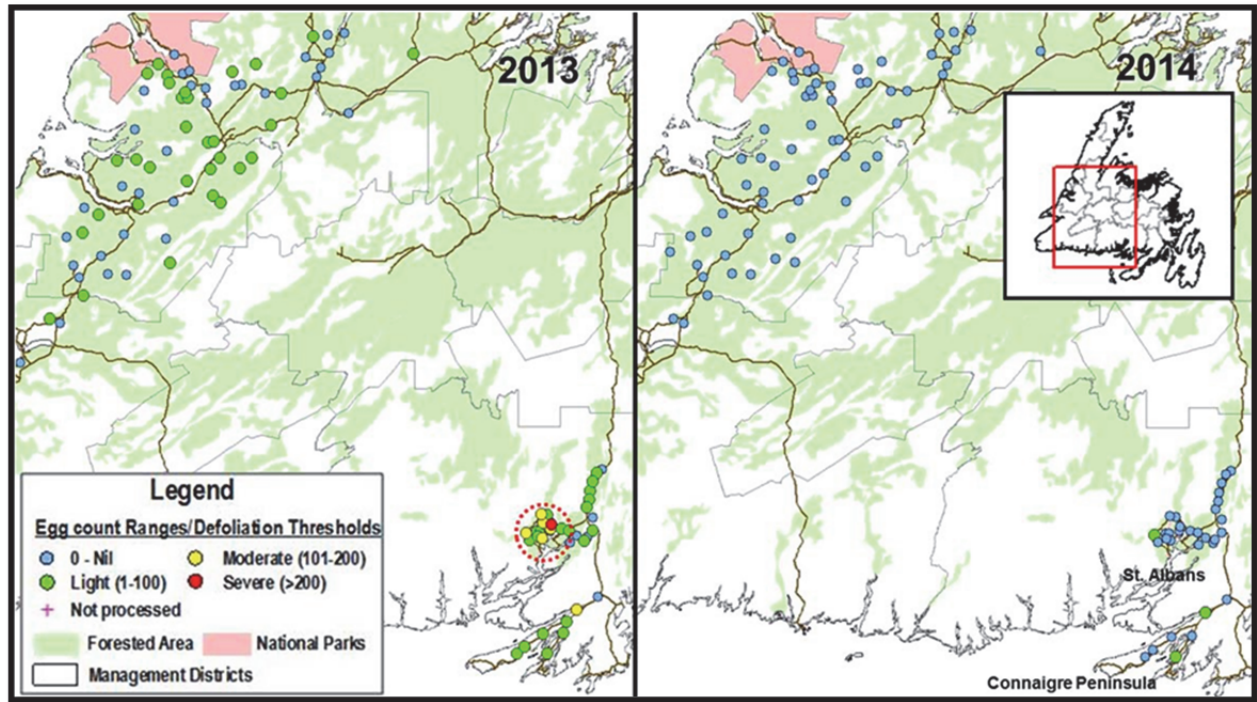 2013
2014
Legend
Egg count Ranges/Defoliation Thresholds
0 - Nil
Moderate (101-200)
Light (1-100)
Severe (>200)
Not processed
Forested Area
National Parks
Management Districts
St. Albans
Connaigre Peninsula